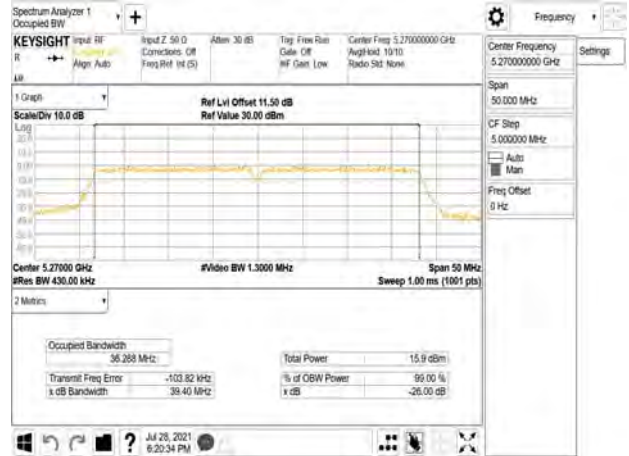 Spectrum Analyzer 1
Occupied BW
Frequency
KEYSIGHT Input: RF
Input Z: 50 Ω
Atten: 30 dB
Trig: Free Run
Center Freq: 5.270000000 GHz
Corrections: Off
Gate: Off
Avg|Hold: 10/10
R
Align: Auto
Freq Ref: Int (S)
#IF Gain: Low
Radio Std: None
Center Frequency
5.270000000 GHz
Settings
Span
50.000 MHz
CF Step
5.000000 MHz
Auto
Man
Freq Offset
0 Hz
1 Graph
Ref Lvl Offset 11.50 dB
Scale/Div 10.0 dB
Ref Value 30.00 dBm
Log
Center 5.27000 GHz
#Video BW 1.3000 MHz
Span 50 MHz
#Res BW 430.00 kHz
Sweep 1.00 ms (1001 pts)
2 Metrics
Occupied Bandwidth
36.288 MHz
Total Power
15.9 dBm
Transmit Freq Error
-103.82 kHz
% of OBW Power
99.00 %
x dB Bandwidth
39.40 MHz
x dB
-26.00 dB
?
Jul 28, 2021
6:20:34 PM